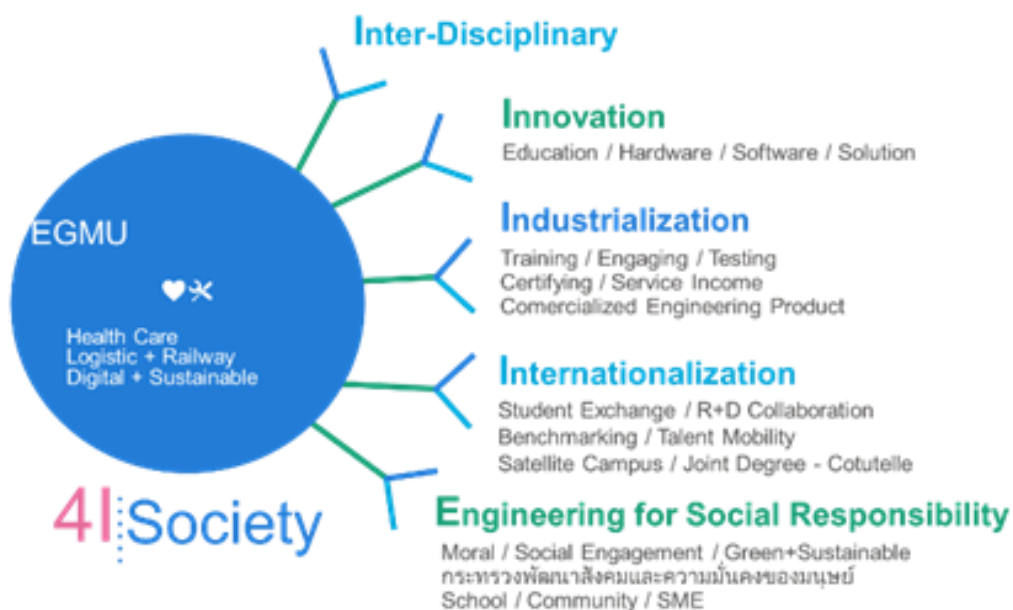 Inter-Disciplinary
Innovation
Education / Hardware / Software / Solution
Industrialization
Training / Engaging / Testing
Certifying / Service Income
Comercialized Engineering Product
EGMU
Health Care
Logistic + Railway
Digital + Sustainable
Internationalization
Student Exchange / R+D Collaboration
Benchmarking / Talent Mobility
Satellite Campus / Joint Degree - Cotutelle
4I Society
Engineering for Social Responsibility
Moral / Social Engagement / Green+Sustainable
กระทรวงพัฒนาสังคมและความมั่นคงของมนุษย์
School / Community / SME